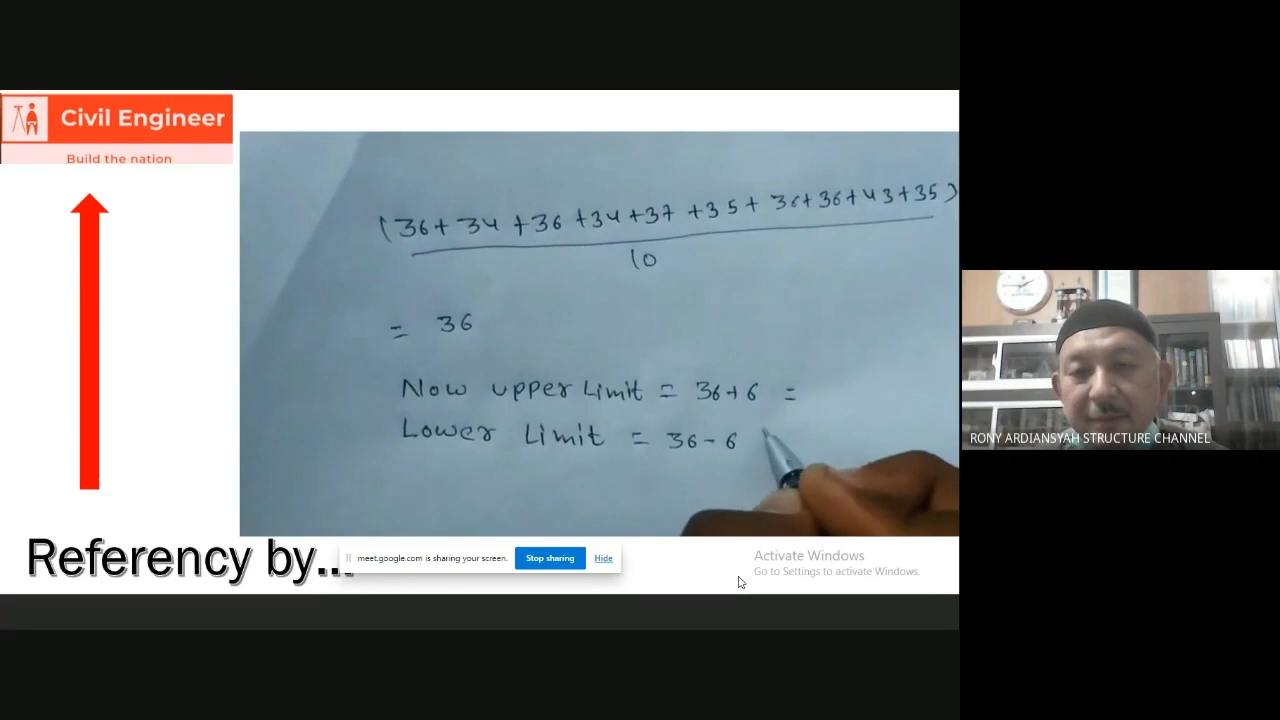 Civil Engineer
Build the nation
(36+34+36+34+37+35+36+36+43+35)
10
= 36
Now upper Limit = 36+6 =
Lower Limit = 36-6
Referency by...
meet.google.com is sharing your screen.
Stop sharing
Hide
Activate Windows
Go to Settings to activate Windows.
RONY ARDIANSYAH STRUCTURE CHANNEL